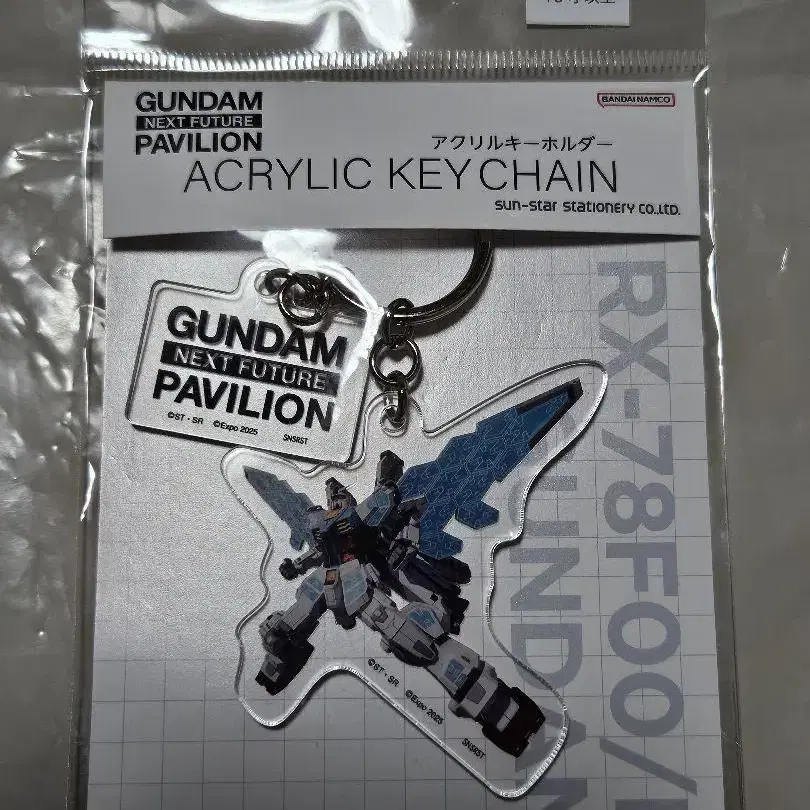 GUNDAM
NEXT FUTURE
PAVILION
BANDAI NAMCO
アクリルキーホルダー
ACRYLIC KEY CHAIN
sun-star stationery co.,ltd.
GUNDAM
NEXT FUTURE
PAVILION
©ST・SR ©Expo 2025 SNSRST
©ST・SR ©Expo 2025 SNSRST
RX-78F00/
GUNDAM